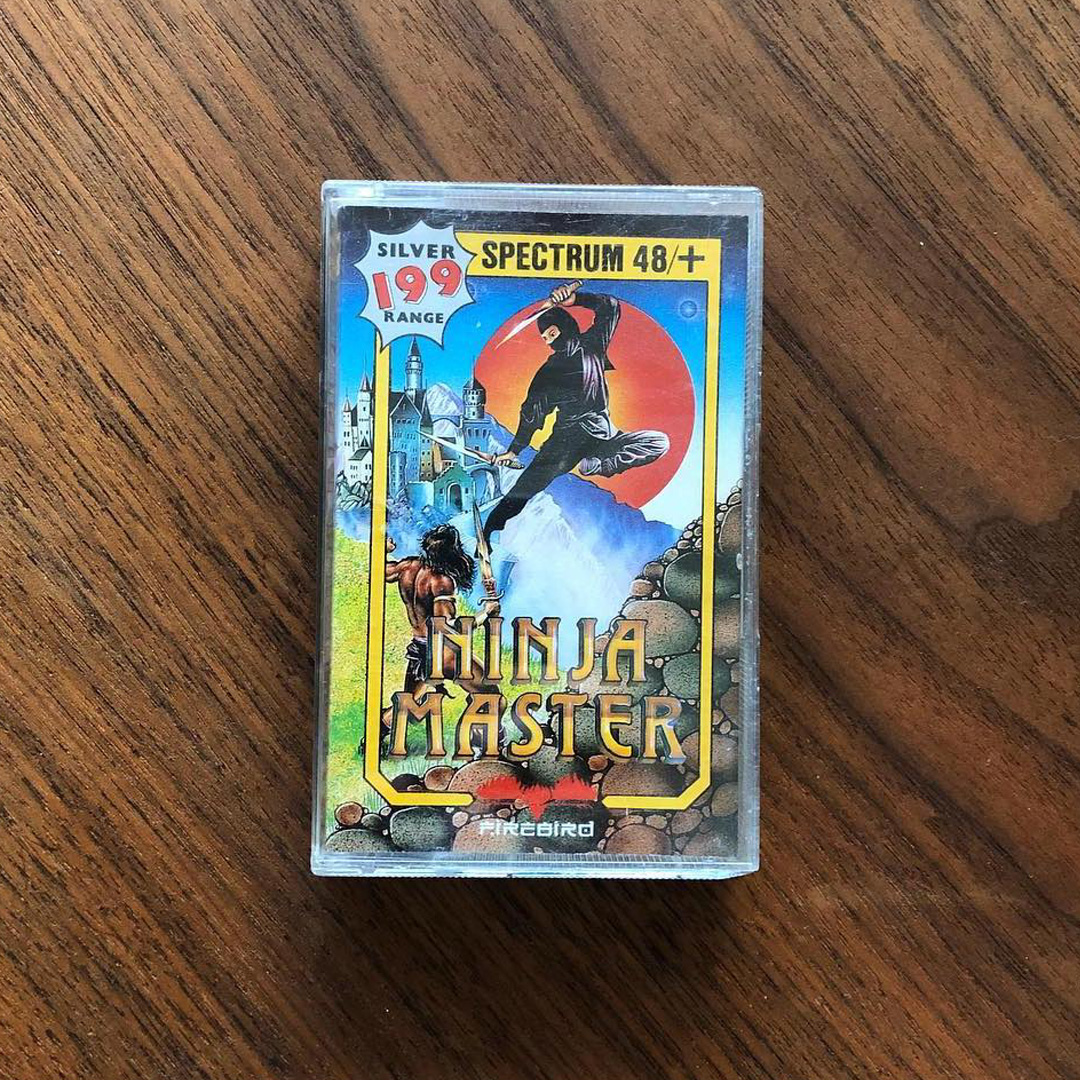 SILVER
199
RANGE
SPECTRUM 48/+
NINJA
MASTER
FIREBIRD